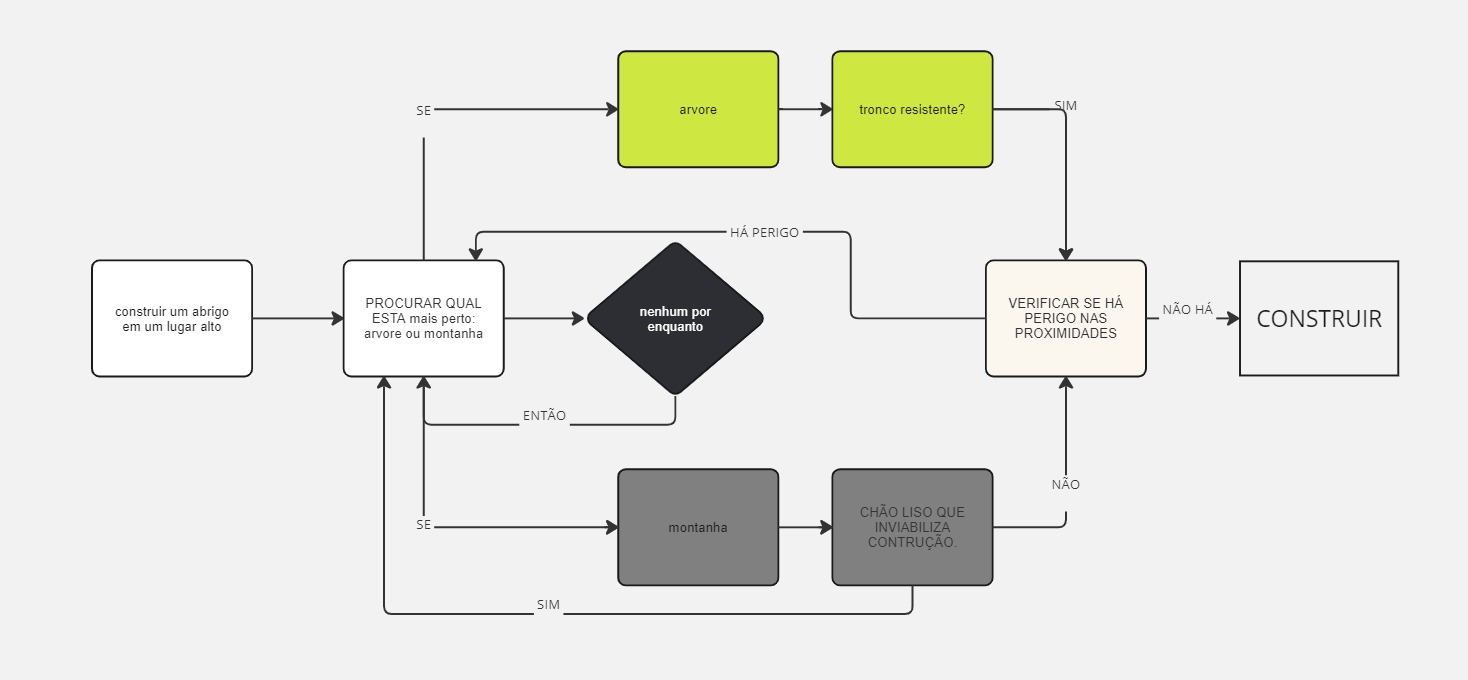 SE
arvore
tronco resistente?
SIM
HÁ PERIGO
construir um abrigo
em um lugar alto
PROCURAR QUAL
ESTA mais perto:
arvore ou montanha
nenhum por
enquanto
VERIFICAR SE HÁ
PERIGO NAS
PROXIMIDADES
NÃO HÁ
CONSTRUIR
ENTÃO
NÃO
SE
montanha
CHÃO LISO QUE
INVIABILIZA
CONTRUÇÃO.
SIM